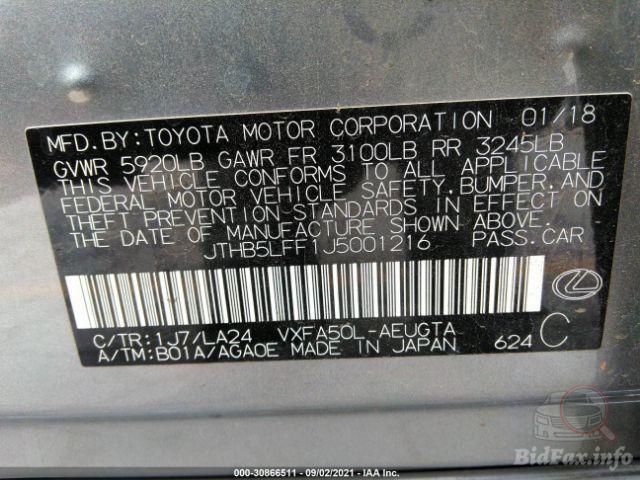 MFD.BY:TOYOTA MOTOR CORPORATION 01/18
GVWR 5920LB GAWR FR 3100LB RR 3245LB
THIS VEHICLE CONFORMS TO ALL APPLICABLE
FEDERAL MOTOR VEHICLE SAFETY,BUMPER,AND
THEFT PREVENTION STANDARDS IN EFFECT ON
THE DATE OF MANUFACTURE SHOWN ABOVE.
JTHB5LFF1J5001216 PASS.CAR
C/TR:1J7/LA24 VXFA50L-AEUGTA
A/TM:B01A/AGA0E MADE IN JAPAN 624 C
000-30866511 - 09/02/2021 - IAA Inc.
BidFax.info